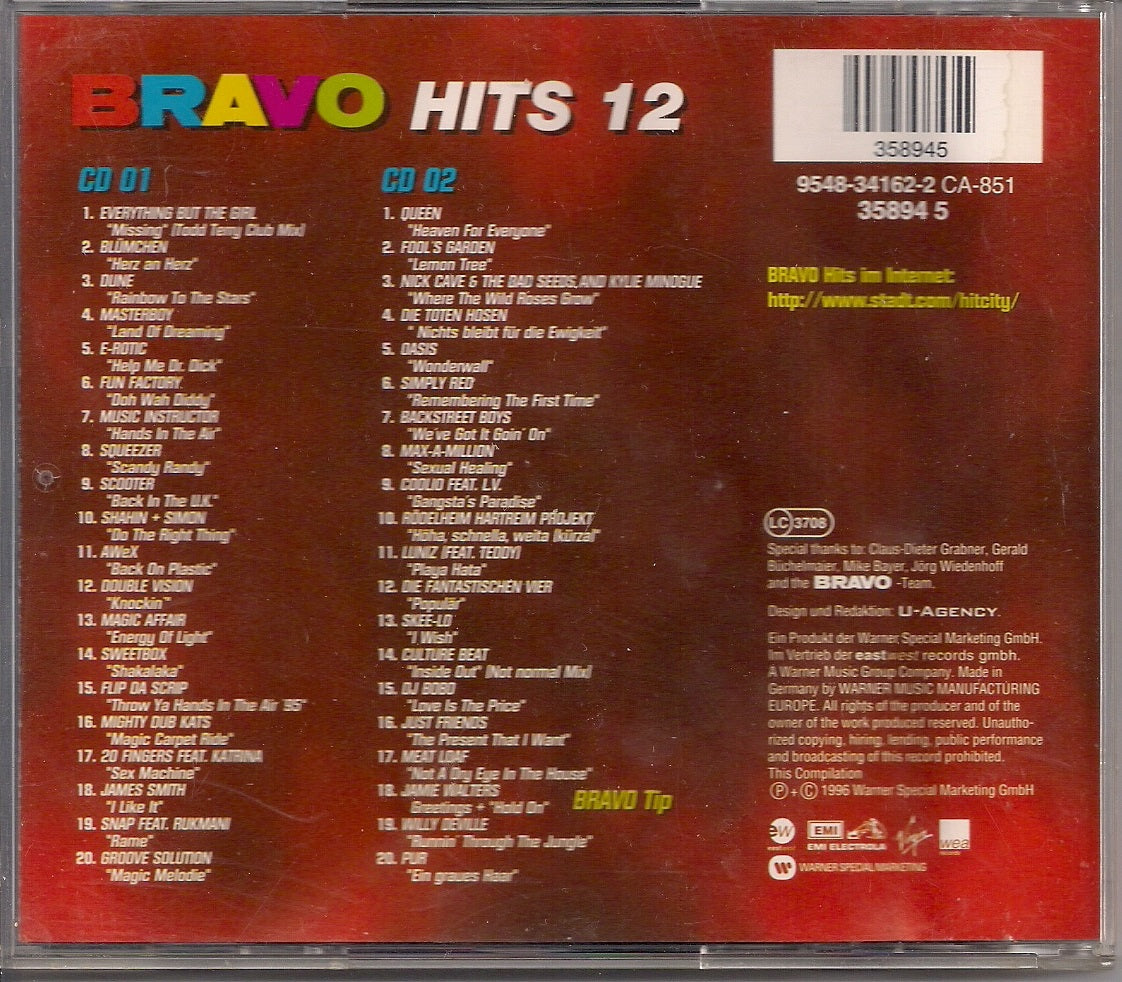 BRAVO HITS 12
CD 01
1. EVERYTHING BUT THE GIRL
"Missing" (Todd Terry Club Mix)
2. BLÜMCHEN
"Herz an Herz"
3. DUNE
"Rainbow To The Stars"
4. MASTERBOY
"Land Of Dreaming"
5. E-ROTIC
"Help Me Dr. Dick"
6. FUN FACTORY
"Doh Wah Diddy"
7. MUSIC INSTRUCTOR
"Hands In The Air"
8. SQUEEZER
"Scandy Randy"
9. SCOOTER
"Back In The U.K."
10. SHAHIN + SIMON
"Do The Right Thing"
11. AWeX
"Back On Plastic"
12. DOUBLE VISION
"Knockin'"
13. MAGIC AFFAIR
"Energy Of Light"
14. SWEETBOX
"Shakalaka"
15. FLIP DA SCRIP
"Throw Ya Hands In The Air '95"
16. MIGHTY DUB KATS
"Magic Carpet Ride"
17. 20 FINGERS FEAT. KATRINA
"Sex Machine"
18. JAMES SMITH
"I Like It"
19. SNAP FEAT. RUKMANI
"Rame"
20. GROOVE SOLUTION
"Magic Melodie"
CD 02
1. QUEEN
"Heaven For Everyone"
2. FOOL'S GARDEN
"Lemon Tree"
3. NICK CAVE & THE BAD SEEDS, AND KYLIE MINOGUE
"Where The Wild Roses Grow"
4. DIE TOTEN HOSEN
" Nichts bleibt für die Ewigkeit"
5. OASIS
"Wonderwall"
6. SIMPLY RED
"Remembering The First Time"
7. BACKSTREET BOYS
"We've Got It Goin' On"
8. MAX-A-MILLION
"Sexual Healing"
9. COOLIO FEAT. L.V.
"Gangsta's Paradise"
10. RÖDELHEIM HARTREIM PROJEKT
"Höha, schnella, weita (kürza)
11. LUNIZ (FEAT. TEDDY)
"Playa Hata"
12. DIE FANTASTISCHEN VIER
"Populär"
13. SKEE-LO
"I Wish"
14. CULTURE BEAT
"Inside Out" (Not normal Mix)
15. DJ BOBO
"Love Is The Price"
16. JUST FRIENDS
"The Present That I Want"
17. MEAT LOAF
"Not A Dry Eye In The House"
18. JAMIE WALTERS
Greetings + "Hold On" BRAVO Tip
19. WILLY DEVILLE
"Runnin' Through The Jungle"
20. PUR
"Ein graues Haar"
358945
9548-34162-2 CA-851
35894 5
BRAVO Hits im Internet:
http://www.stadt.com/hitcity/
LC 3708
Special thanks to: Claus-Dieter Grabner, Gerald
Büchelmaier, Mike Bayer, Jörg Wiedenhoff
and the BRAVO -Team.
Design und Redaktion: U-AGENCY.
Ein Produkt der Warner Special Marketing GmbH.
Im Vertrieb der eastwest records gmbh.
A Warner Music Group Company. Made in
Germany by WARNER MUSIC MANUFACTURING
EUROPE. All rights of the producer and of the
owner of the work produced reserved. Unautho-
rized copying, hiring, lending, public performance
and broadcasting of this record prohibited.
This Compilation
Ⓟ+© 1996 Warner Special Marketing GmbH
ew eastwest
EMI
EMI ELECTROLA
Virgin
wea
records
WARNER SPECIAL MARKETING